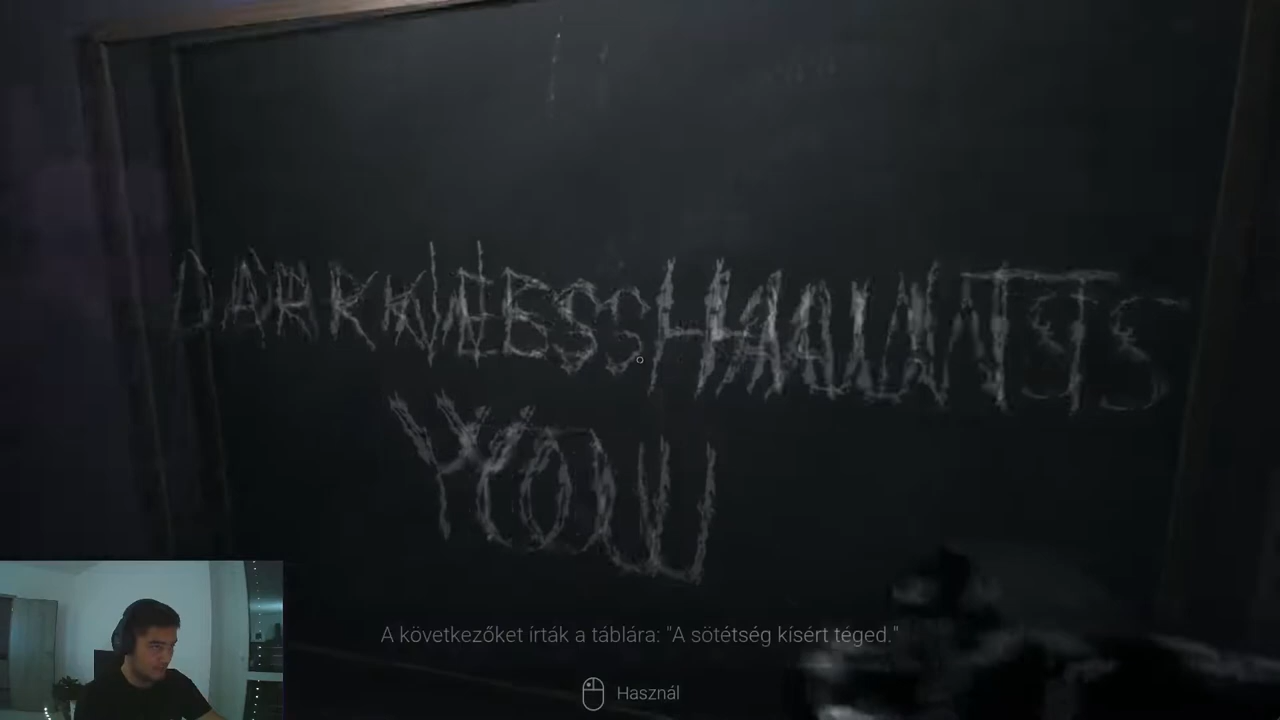 DARKNESS HAUNTS
YOU
A következőket írták a táblára: "A sötétség kísért téged."
Használ